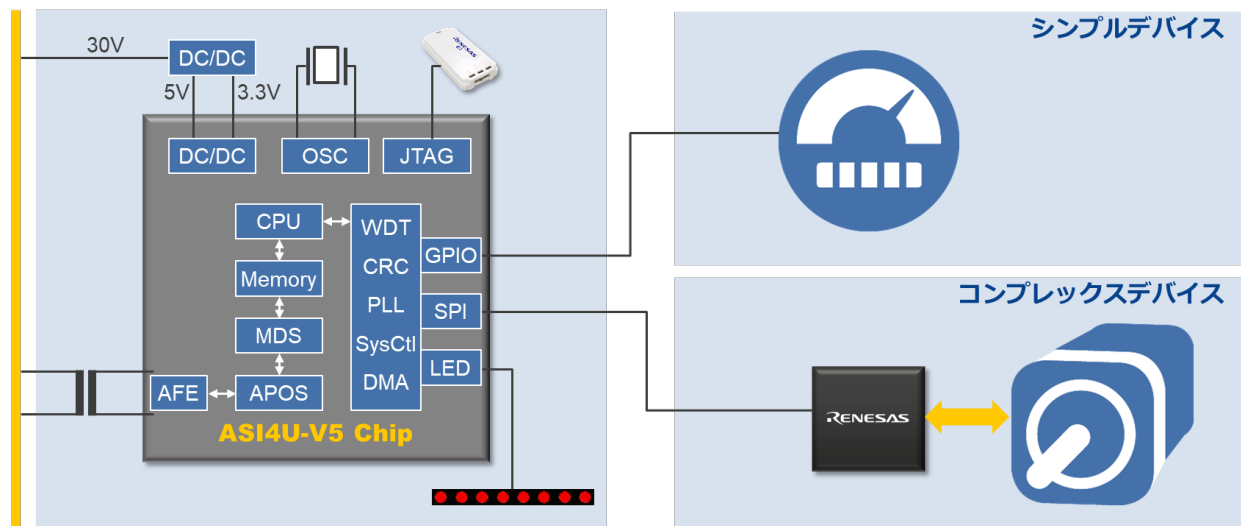 30V
DC/DC
5V
3.3V
RENESAS
E1
DC/DC
OSC
JTAG
CPU
Memory
MDS
AFE
APOS
WDT
CRC
PLL
SysCtl
DMA
GPIO
SPI
LED
ASI4U-V5 Chip
シンプルデバイス
コンプレックスデバイス
RENESAS